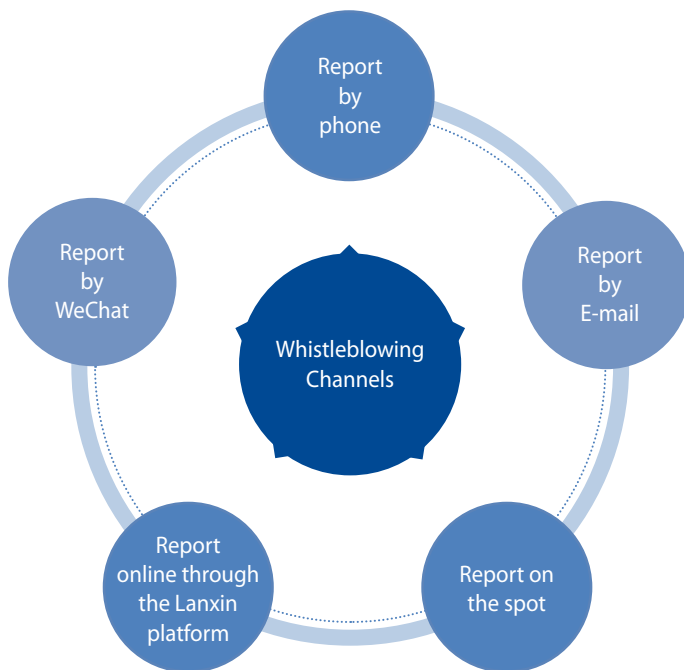 Report
by
phone
Report
by
WeChat
Report
by
E-mail
Whistleblowing
Channels
Report
online through
the Lanxin
platform
Report on
the spot